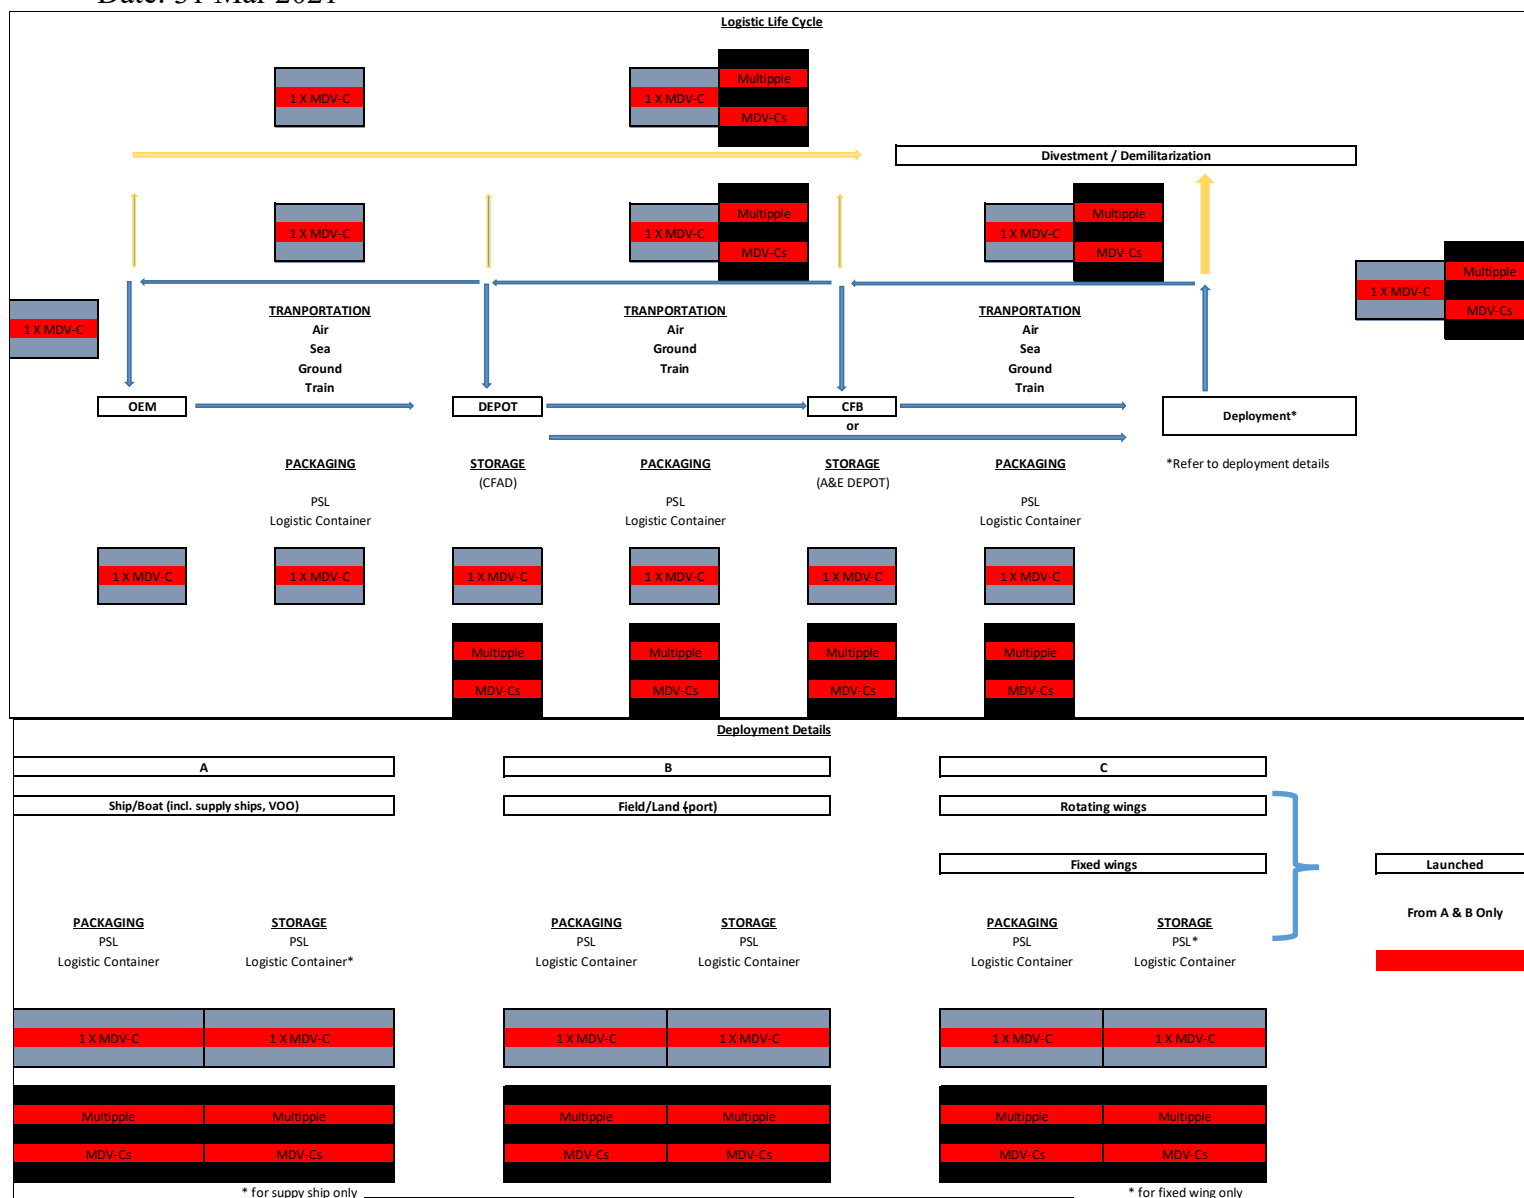 Date: 31 Mar 2021
Logistic Life Cycle
Multipple
1 X MDV-C
1 X MDV-C
MDV-Cs
Divestment / Demilitarization
Multipple
Multipple
1 X MDV-C
1 X MDV-C
1 X MDV-C
MDV-Cs
MDV-Cs
Multipple
1 X MDV-C
MDV-Cs
1 X MDV-C
TRANPORTATION
Air
Sea
Ground
Train
TRANPORTATION
Air
Ground
Train
TRANPORTATION
Air
Sea
Ground
Train
OEM
DEPOT
CFB
or
Deployment*
PACKAGING
PSL
Logistic Container
STORAGE
(CFAD)
PACKAGING
PSL
Logistic Container
STORAGE
(A&E DEPOT)
PACKAGING
PSL
Logistic Container
*Refer to deployment details
1 X MDV-C
1 X MDV-C
1 X MDV-C
1 X MDV-C
1 X MDV-C
1 X MDV-C
Multipple
Multipple
Multipple
Multipple
MDV-Cs
MDV-Cs
MDV-Cs
MDV-Cs
Deployment Details
A
B
C
Ship/Boat (incl. supply ships, VOO)
Field/Land (port)
Rotating wings
Fixed wings
Launched
From A & B Only
PACKAGING
PSL
Logistic Container
STORAGE
PSL
Logistic Container*
PACKAGING
PSL
Logistic Container
STORAGE
PSL
Logistic Container
PACKAGING
PSL
Logistic Container
STORAGE
PSL*
Logistic Container
1 X MDV-C
1 X MDV-C
1 X MDV-C
1 X MDV-C
1 X MDV-C
1 X MDV-C
Multipple
Multipple
Multipple
Multipple
Multipple
Multipple
MDV-Cs
MDV-Cs
MDV-Cs
MDV-Cs
MDV-Cs
MDV-Cs
* for suppy ship only
* for fixed wing only